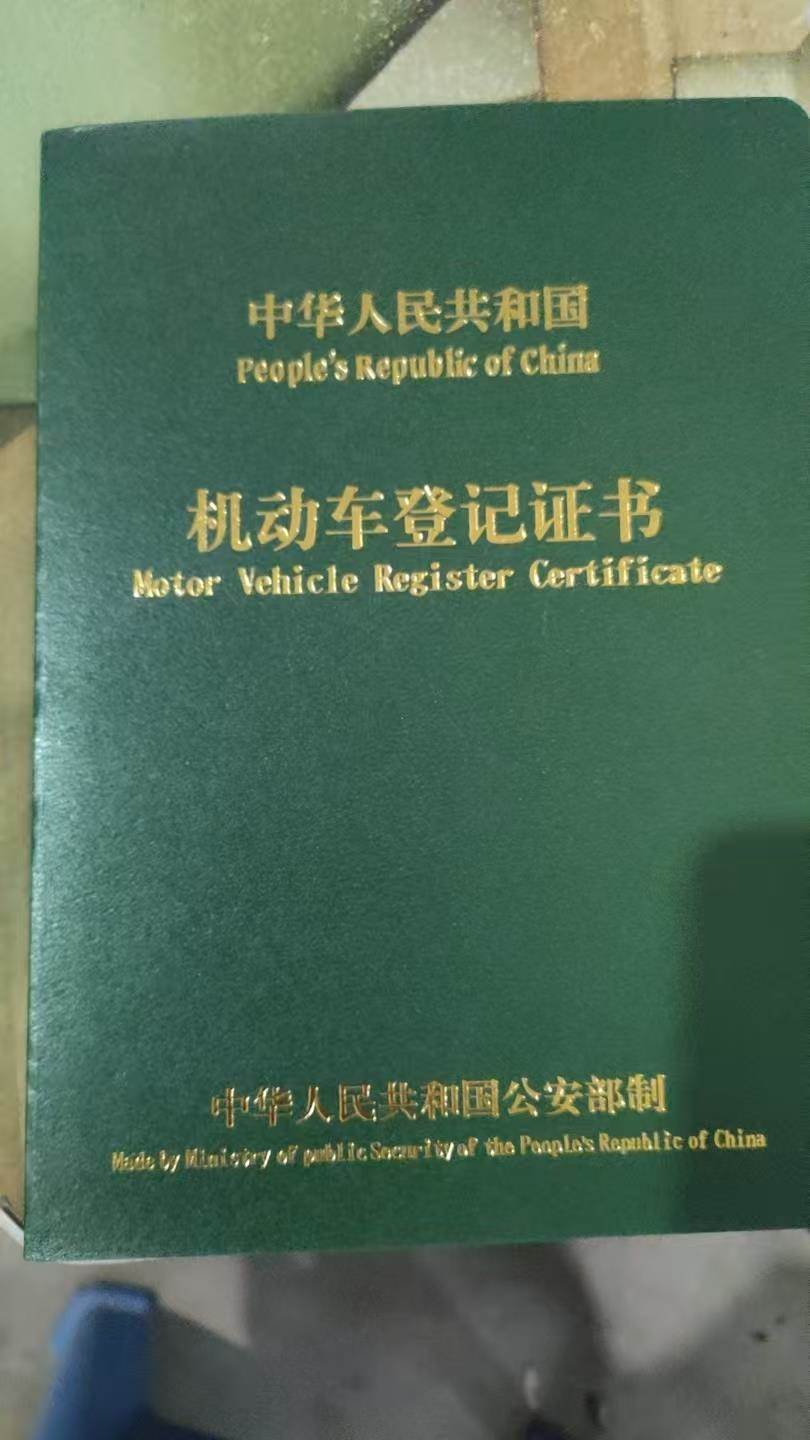 中华人民共和国
People's Republic of China
机动车登记证书
Motor Vehicle Register Certificate
中华人民共和国公安部制
Made by Ministry of public Security of the People's Republic of China